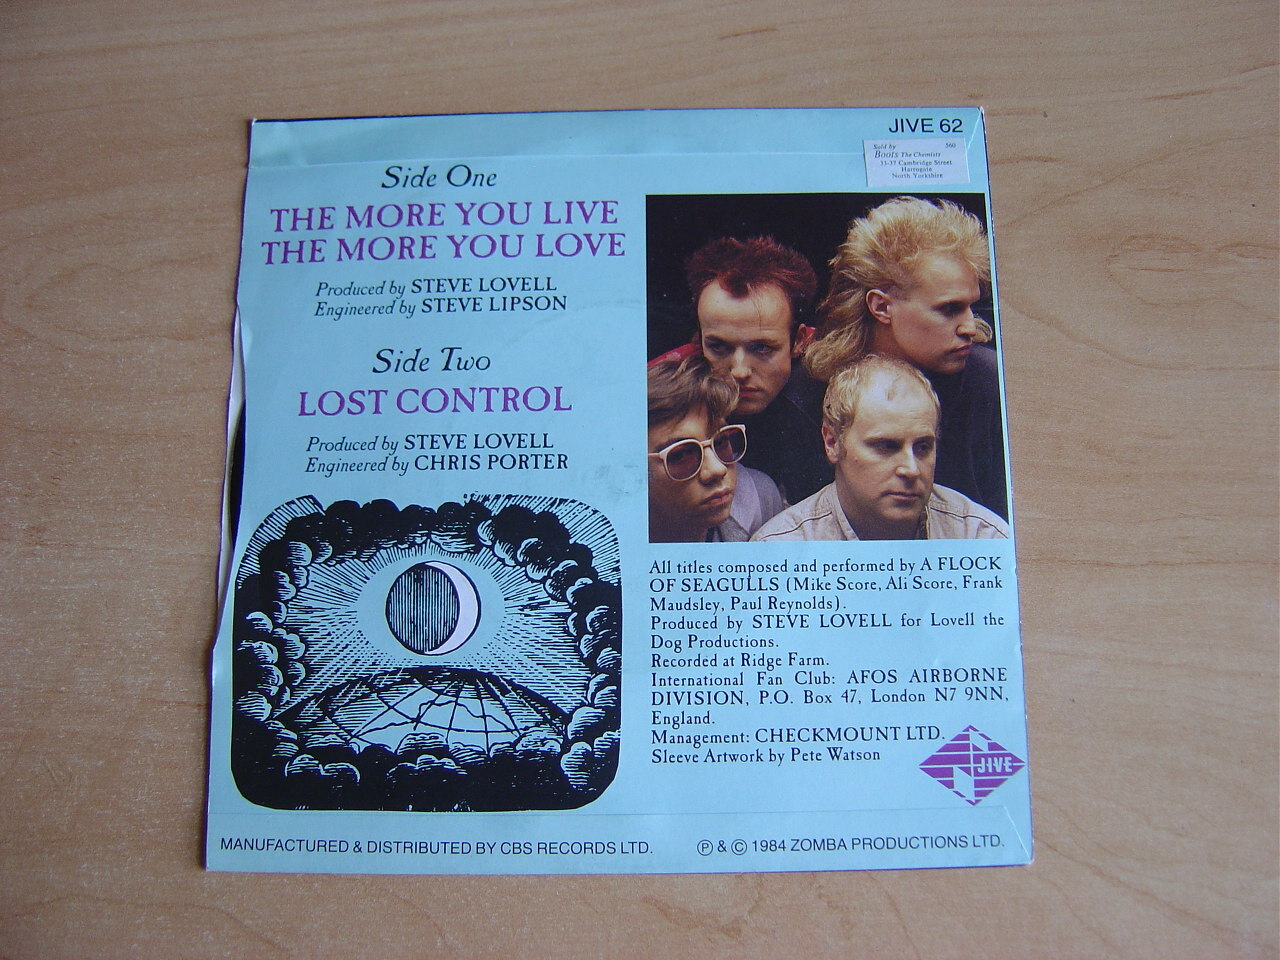 JIVE 62
Sold by 560
Boots The Chemists
33-37 Cambridge Street
Harrogate
North Yorkshire
Side One
THE MORE YOU LIVE
THE MORE YOU LOVE
Produced by STEVE LOVELL
Engineered by STEVE LIPSON
Side Two
LOST CONTROL
Produced by STEVE LOVELL
Engineered by CHRIS PORTER
All titles composed and performed by A FLOCK
OF SEAGULLS (Mike Score, Ali Score, Frank
Maudsley, Paul Reynolds).
Produced by STEVE LOVELL for Lovell the
Dog Productions.
Recorded at Ridge Farm.
International Fan Club: AFOS AIRBORNE
DIVISION, P.O. Box 47, London N7 9NN,
England.
Management: CHECKMOUNT LTD.
Sleeve Artwork by Pete Watson
JIVE
MANUFACTURED & DISTRIBUTED BY CBS RECORDS LTD.
℗ & © 1984 ZOMBA PRODUCTIONS LTD.